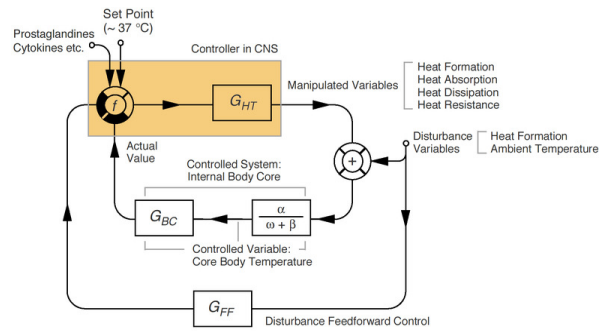 Set Point
(~ 37 °C)
Prostaglandines
Cytokines etc.
Controller in CNS
f
G_HT
Manipulated Variables
Heat Formation
Heat Absorption
Heat Dissipation
Heat Resistance
Actual
Value
Disturbance
Variables
Heat Formation
Ambient Temperature
+
Controlled System:
Internal Body Core
G_BC
α
ω + β
Controlled Variable:
Core Body Temperature
G_FF
Disturbance Feedforward Control